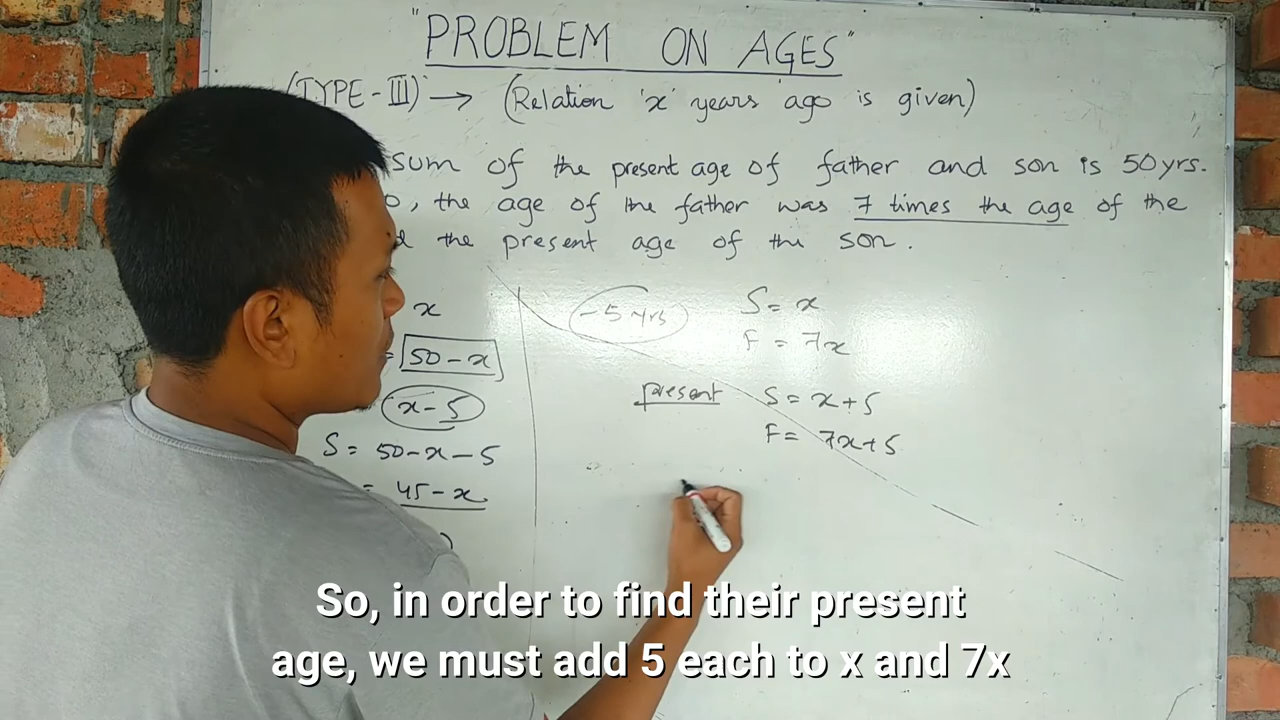 "PROBLEM ON AGES"
(TYPE-III) → (Relation 'x' years ago is given)
sum of the present age of father and son is 50 yrs.
, the age of the father was 7 times the age of the
the present age of the son.
x
= 50-x
x-5
S= 50-x-5
= 45-x
-5 yrs
S= x
F = 7x
present S= x+5
F= 7x+5
So, in order to find their present
age, we must add 5 each to x and 7x